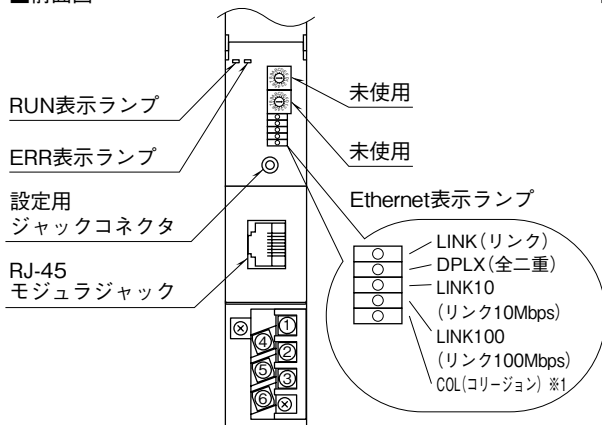 ■前面図
RUN表示ランプ
ERR表示ランプ
設定用
ジャックコネクタ
RJ-45
モジュラジャック
未使用
未使用
Ethernet表示ランプ
LINK(リンク)
DPLX(全二重)
LINK10
(リンク10Mbps)
LINK100
(リンク100Mbps)
COL(コリージョン) ※1
①
④
②
⑤
③
⑥